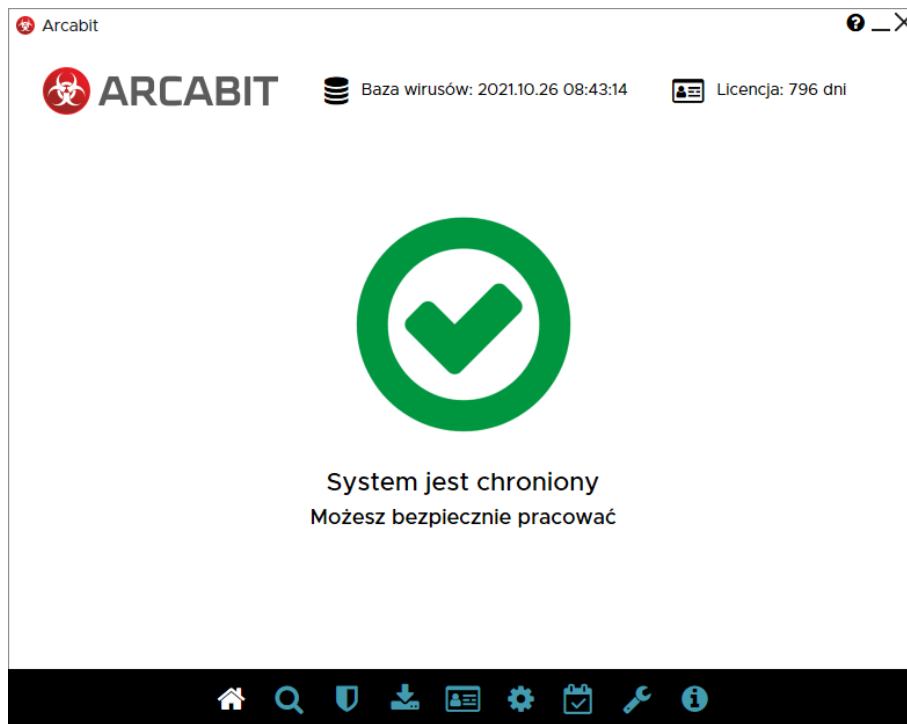 Arcabit
ARCABIT
Baza wirusów: 2021.10.26 08:43:14
Licencja: 796 dni
System jest chroniony
Możesz bezpiecznie pracować